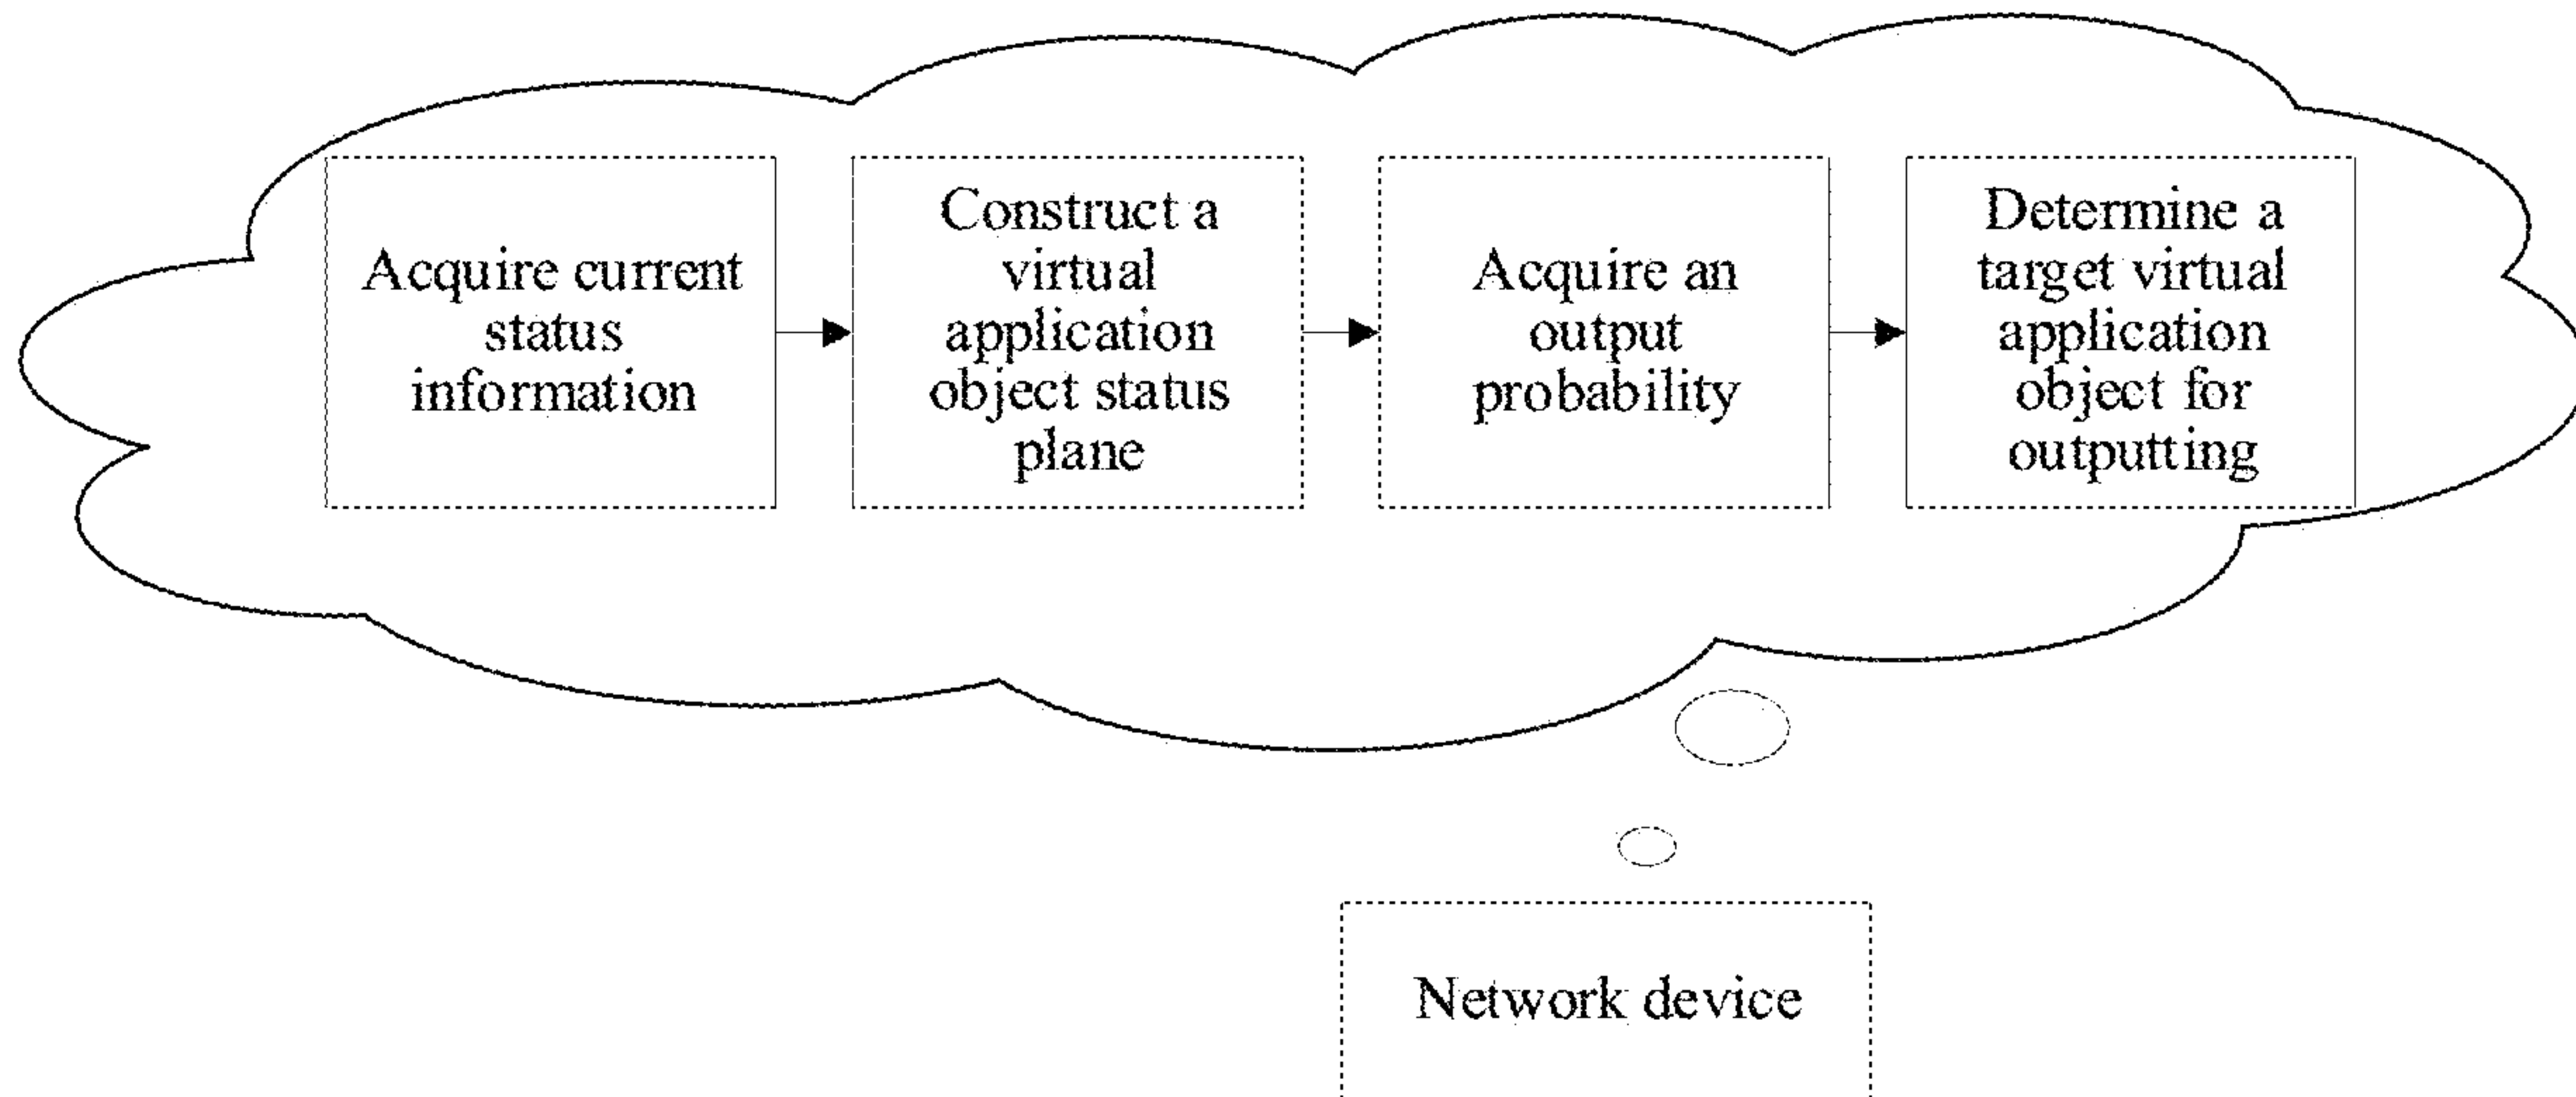 Acquire current
status
information
Construct a
virtual
application
object status
plane
Acquire an
output
probability
Determine a
target virtual
application
object for
outputting
Network device